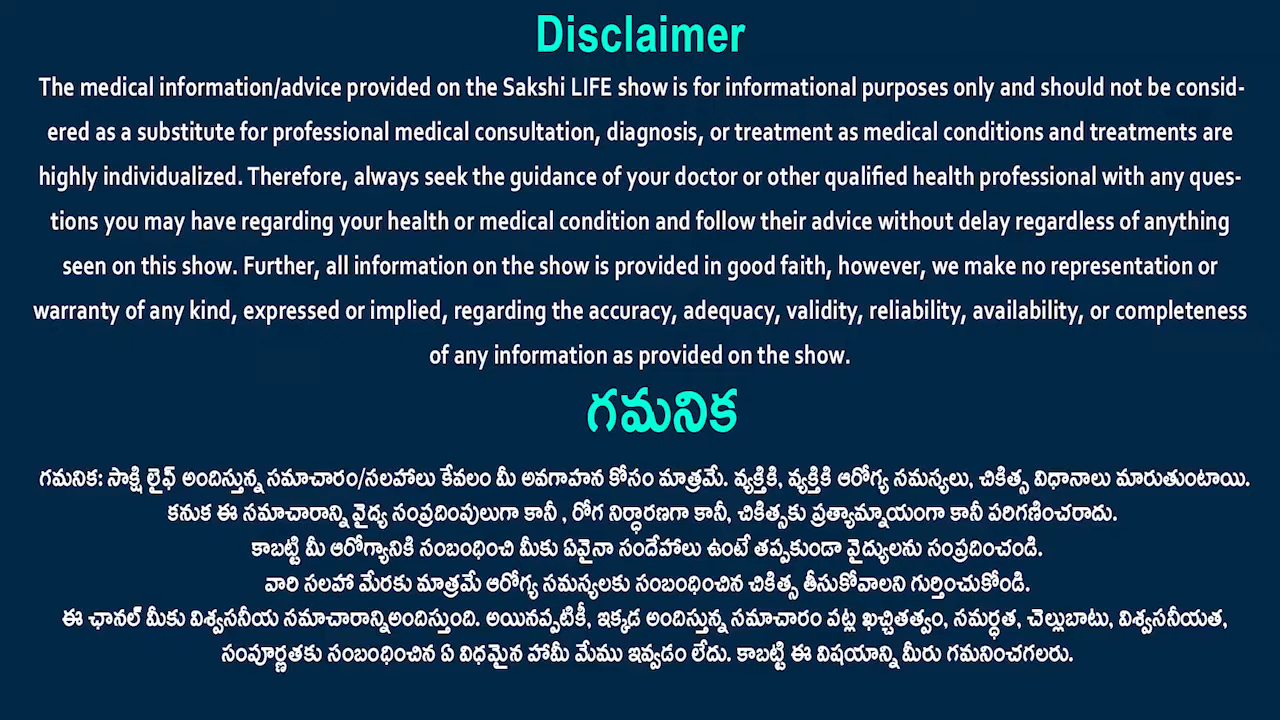 Disclaimer
The medical information/advice provided on the Sakshi LIFE show is for informational purposes only and should not be consid-
ered as a substitute for professional medical consultation, diagnosis, or treatment as medical conditions and treatments are
highly individualized. Therefore, always seek the guidance of your doctor or other qualified health professional with any ques-
tions you may have regarding your health or medical condition and follow their advice without delay regardless of anything
seen on this show. Further, all information on the show is provided in good faith, however, we make no representation or
warranty of any kind, expressed or implied, regarding the accuracy, adequacy, validity, reliability, availability, or completeness
of any information as provided on the show.
గమనిక
గమనిక: సాక్షి లైఫ్ అందిస్తున్న సమాచారం/సలహాలు కేవలం మీ అవగాహన కోసం మాత్రమే. వ్యక్తికి, వ్యక్తికి ఆరోగ్య సమస్యలు, చికిత్స విధానాలు మారుతుంటాయి.
కనుక ఈ సమాచారాన్ని వైద్య సంప్రదింపులుగా కానీ , రోగ నిర్ధారణగా కానీ, చికిత్సకు ప్రత్యామ్నాయంగా కానీ పరిగణించరాదు.
కాబట్టి మీ ఆరోగ్యానికి సంబంధించి మీకు ఏవైనా సందేహాలు ఉంటే తప్పకుండా వైద్యులను సంప్రదించండి.
వారి సలహా మేరకు మాత్రమే ఆరోగ్య సమస్యలకు సంబంధించిన చికిత్స తీసుకోవాలని గుర్తించుకోండి.
ఈ ఛానల్ మీకు విశ్వసనీయ సమాచారాన్నిఅందిస్తుంది. అయినప్పటికీ, ఇక్కడ అందిస్తున్న సమాచారం పట్ల ఖచ్చితత్వం, సమర్ధత, చెల్లుబాటు, విశ్వసనీయత,
సంపూర్ణతకు సంబంధించిన ఏ విధమైన హామీ మేము ఇవ్వడం లేదు. కాబట్టి ఈ విషయాన్ని మీరు గమనించగలరు.